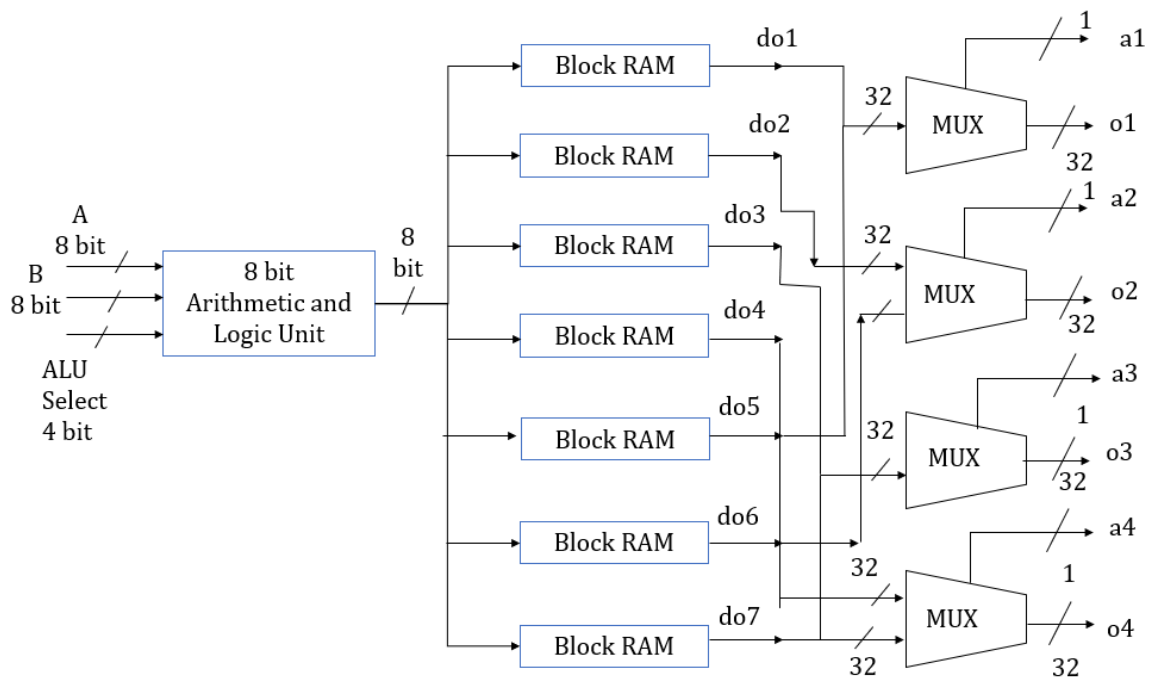 A
8 bit
B
8 bit
ALU
Select
4 bit
8 bit
Arithmetic and
Logic Unit
8
bit
Block RAM
do1
Block RAM
do2
Block RAM
do3
Block RAM
do4
Block RAM
do5
Block RAM
do6
Block RAM
do7
32
MUX
1
a1
o1
32
32
MUX
1
a2
o2
32
32
MUX
a3
1
o3
32
32
MUX
a4
1
o4
32
32